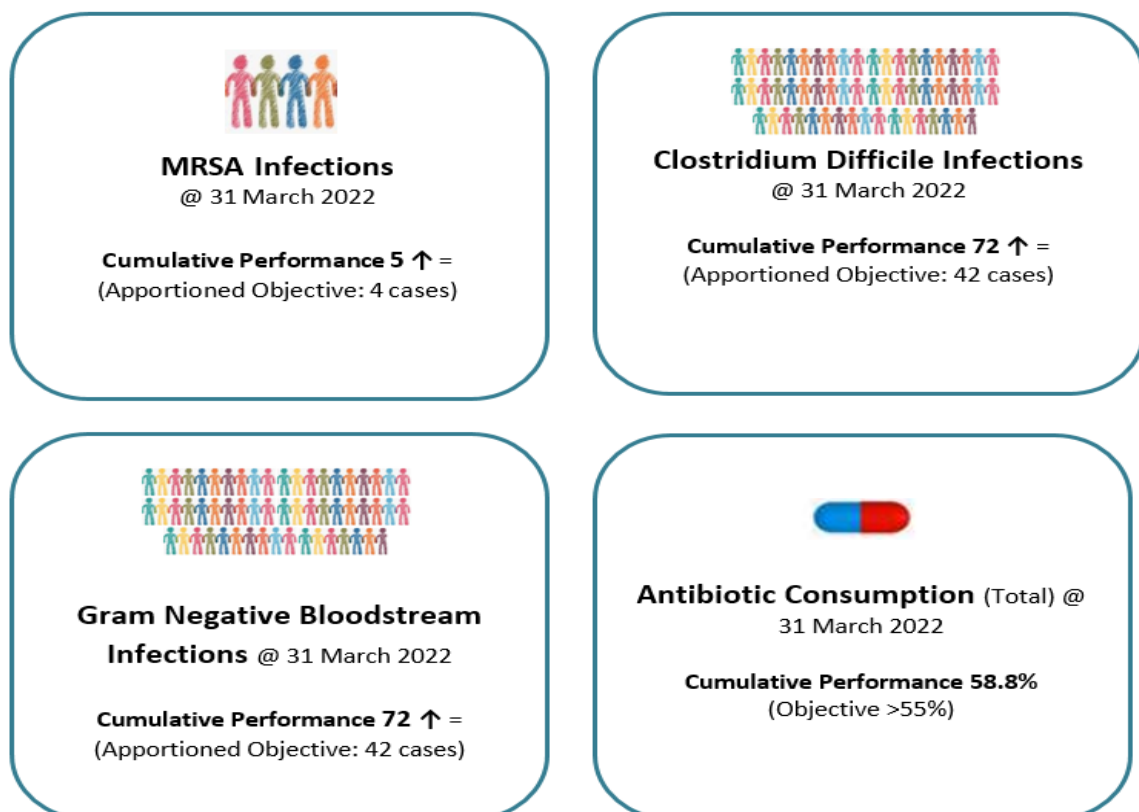 MRSA Infections
@ 31 March 2022
Cumulative Performance 5 ↑ =
(Apportioned Objective: 4 cases)
Clostridium Difficile Infections
@ 31 March 2022
Cumulative Performance 72 ↑ =
(Apportioned Objective: 42 cases)
Gram Negative Bloodstream
Infections @ 31 March 2022
Cumulative Performance 72 ↑ =
(Apportioned Objective: 42 cases)
Antibiotic Consumption (Total) @
31 March 2022
Cumulative Performance 58.8%
(Objective >55%)